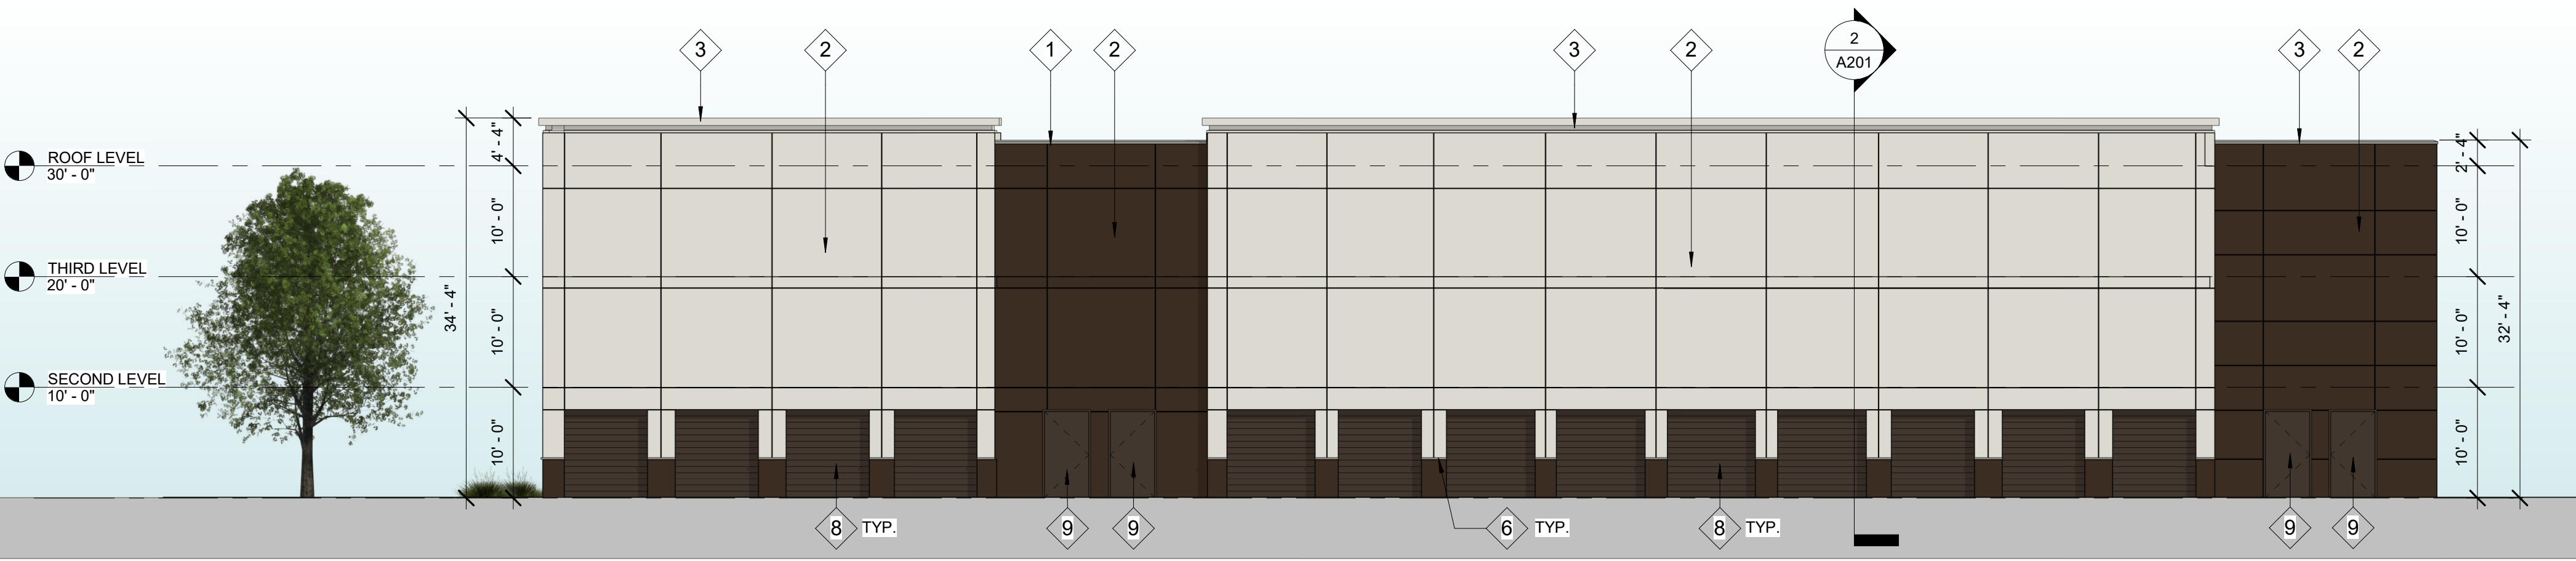 3
2
1
2
3
2
2
A201
3
2
ROOF LEVEL
30' - 0"
THIRD LEVEL
20' - 0"
SECOND LEVEL
10' - 0"
34' - 4"
4' - 4"
10' - 0"
10' - 0"
10' - 0"
2' - 4"
10' - 0"
10' - 0"
10' - 0"
32' - 4"
8 TYP.
9
9
6 TYP.
8 TYP.
9
9